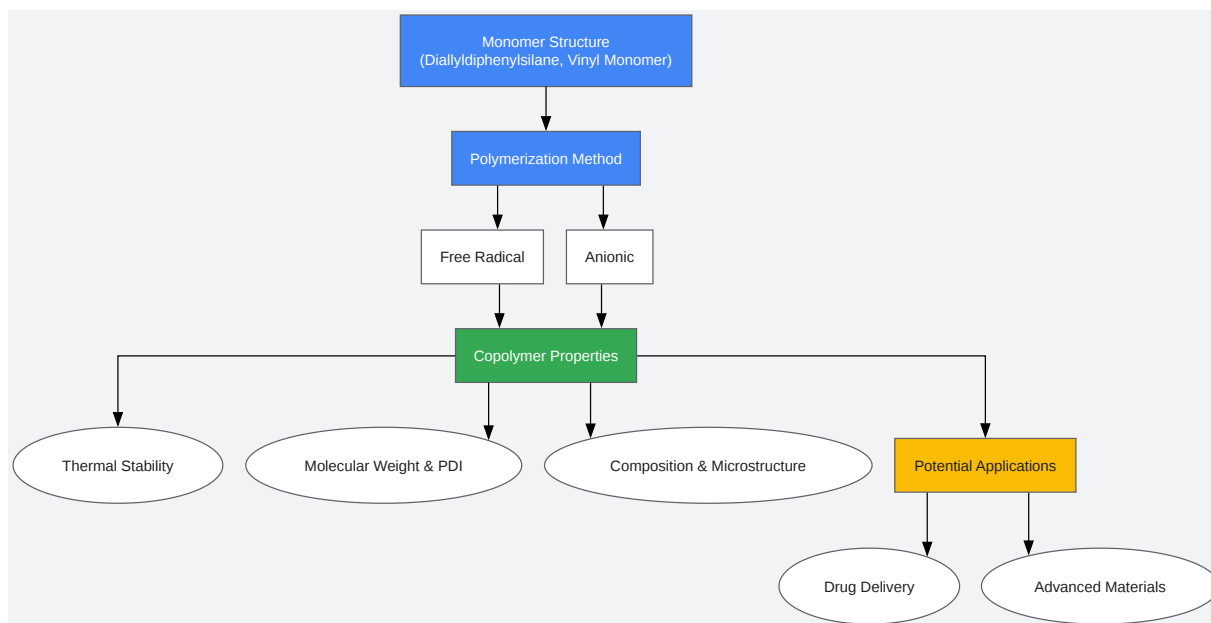 Monomer Structure
(Diallyldiphenylsilane, Vinyl Monomer)
Polymerization Method
Free Radical
Anionic
Copolymer Properties
Thermal Stability
Molecular Weight & PDI
Composition & Microstructure
Potential Applications
Drug Delivery
Advanced Materials